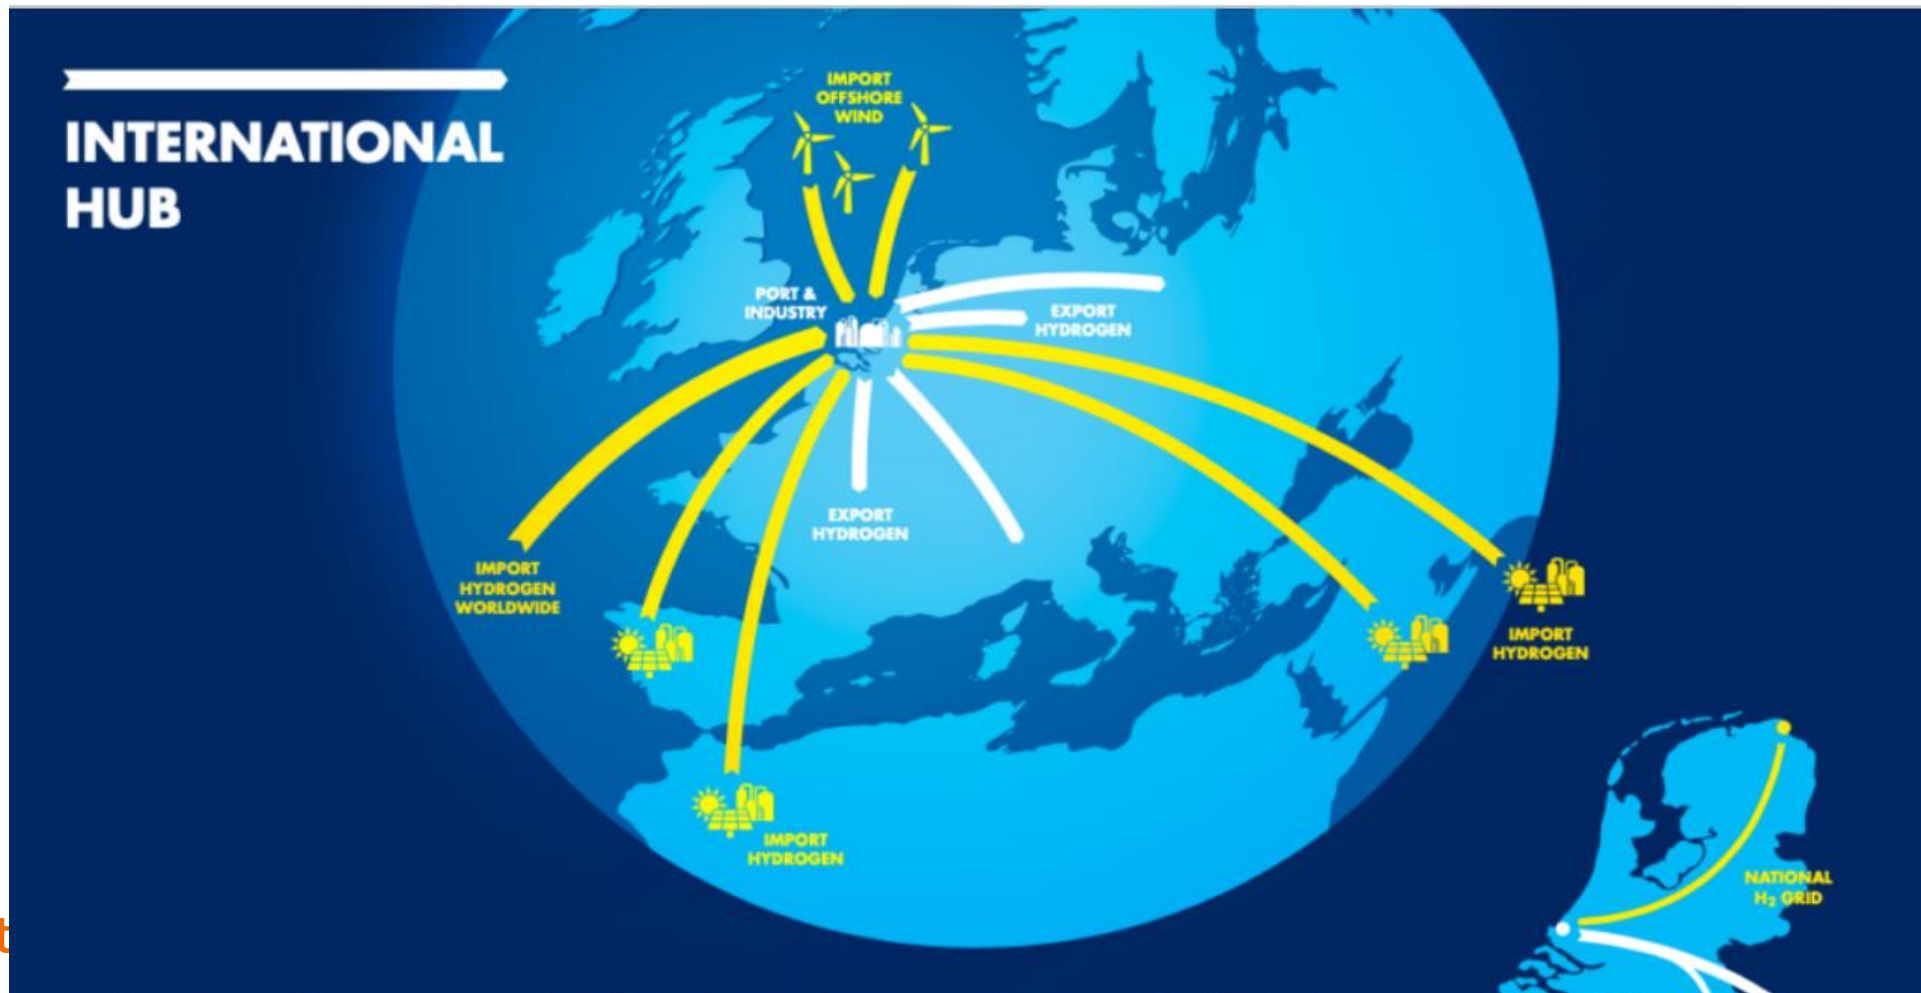 INTERNATIONAL
HUB
IMPORT
OFFSHORE
WIND
PORT &
INDUSTRY
EXPORT
HYDROGEN
EXPORT
HYDROGEN
IMPORT
HYDROGEN
WORLDWIDE
IMPORT
HYDROGEN
IMPORT
HYDROGEN
NATIONAL
H₂ GRID
t